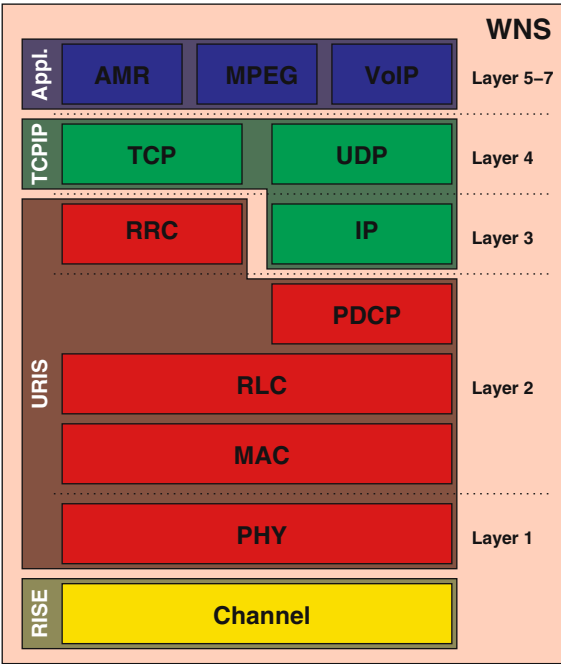 WNS
Appl.
AMR
MPEG
VoIP
Layer 5–7
TCPIP
TCP
UDP
Layer 4
RRC
IP
Layer 3
URIS
PDCP
RLC
Layer 2
MAC
PHY
Layer 1
RISE
Channel